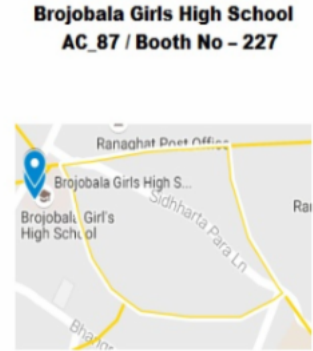 Brojobala Girls High School
AC_87 / Booth No – 227
Ranaghat Post Office
Brojobala Girls High S...
Sidhharta Para Ln
Brojobala Girl's
High School